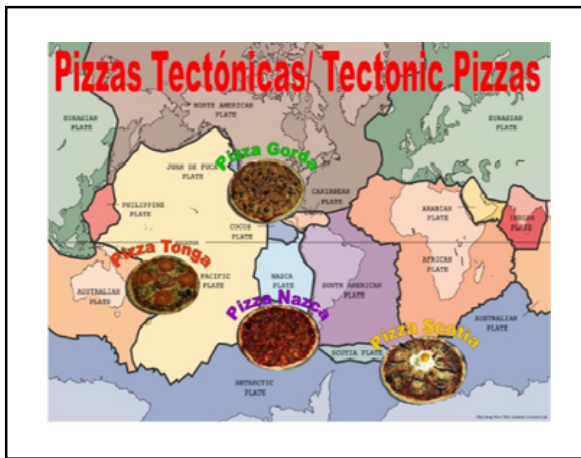 Pizzas Tectónicas/ Tectonic Pizzas
NORTH AMERICAN
PLATE
EURASIAN
PLATE
EURASIAN
PLATE
JUAN DE FUCA
PLATE
Pizza Gorda
CARIBBEAN
PLATE
PHILIPPINE
PLATE
ARABIAN
PLATE
INDIAN
PLATE
COCOS
PLATE
EQUATOR
Pizza Tonga
PACIFIC
PLATE
AUSTRALIAN
PLATE
NAZCA
PLATE
SOUTH AMERICAN
PLATE
AFRICAN
PLATE
Pizza Nazca
AUSTRALIAN
PLATE
Pizza Scotia
SCOTIA PLATE
ANTARCTIC
PLATE